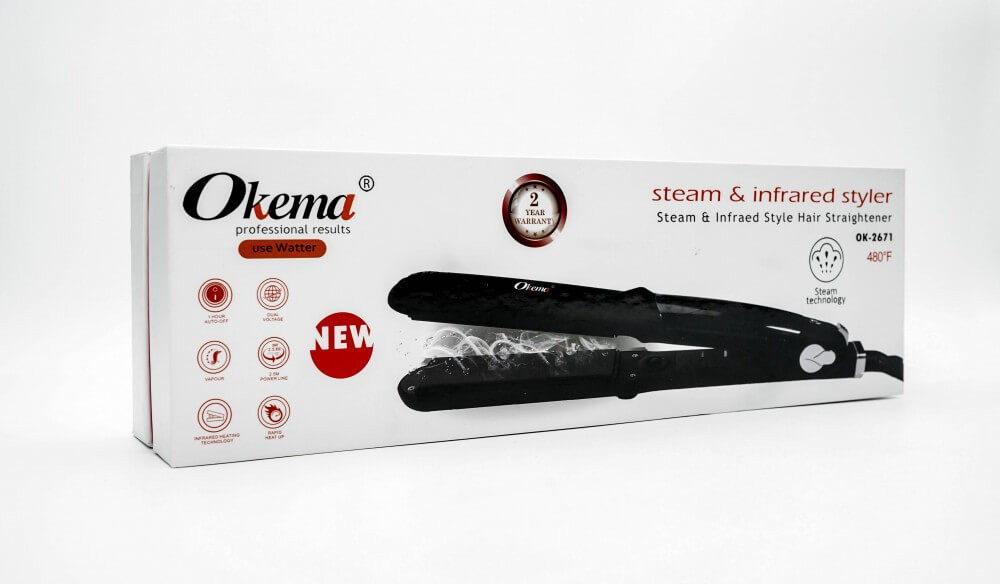 Okema®
professional results
use Watter
1 HOUR
AUTO-OFF
DUAL
VOLTAGE
VAPOUR
2.5M
POWER LINE
INFRARED HEATING
TECHNOLOGY
RAPID
HEAT UP
NEW
2
YEAR
WARRANTY
Okema
steam & infrared styler
Steam & Infraed Style Hair Straightener
OK-2671
480°F
Steam
technology